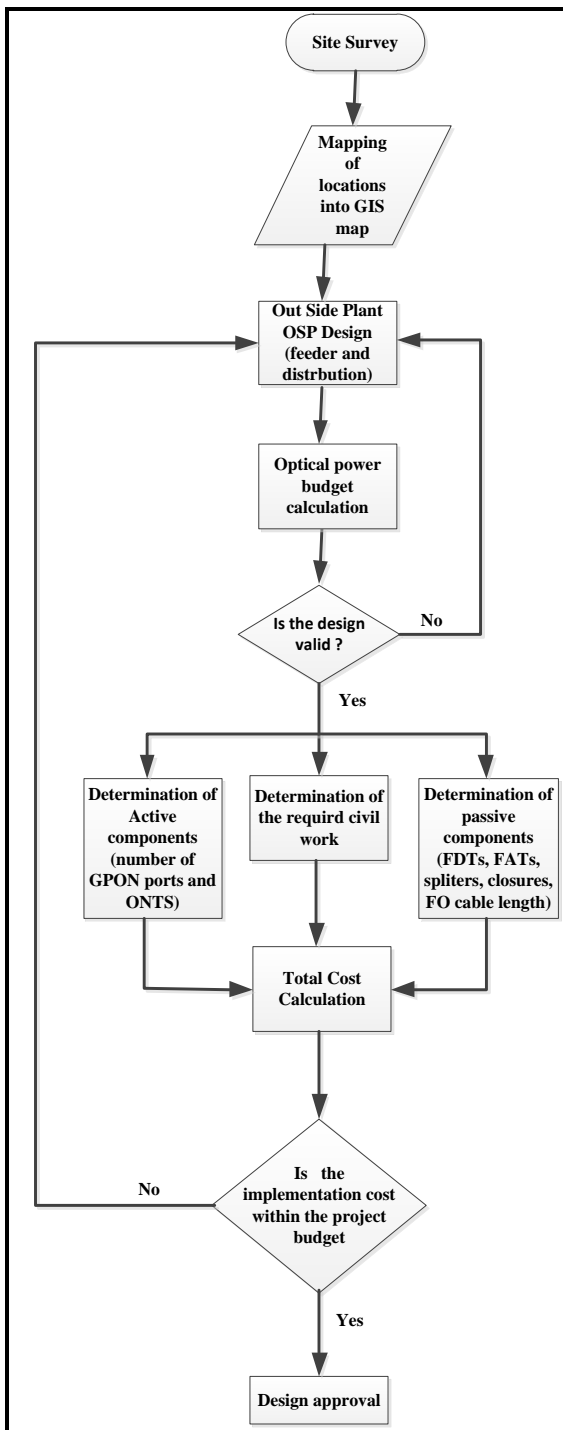 Site Survey
Mapping
of
locations
into GIS
map
Out Side Plant
OSP Design
(feeder and
distrbution)
Optical power
budget
calculation
Is the design
valid ?
No
Yes
Determination of
Active
components
(number of
GPON ports and
ONTS)
Determination of
the requird civil
work
Determination of
passive
components
(FDTs, FATs,
spliters, closures,
FO cable length)
Total Cost
Calculation
Is the
implementation cost
within the project
budget
No
Yes
Design approval